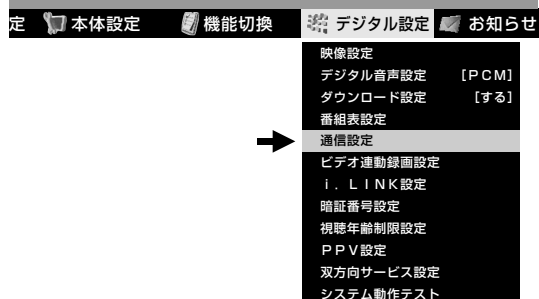 定 本体設定 機能切換 デジタル設定 お知らせ
映像設定
デジタル音声設定 [PCM]
ダウンロード設定 [する]
番組表設定
通信設定
ビデオ連動録画設定
i.LINK設定
暗証番号設定
視聴年齢制限設定
PPV設定
双方向サービス設定
システム動作テスト